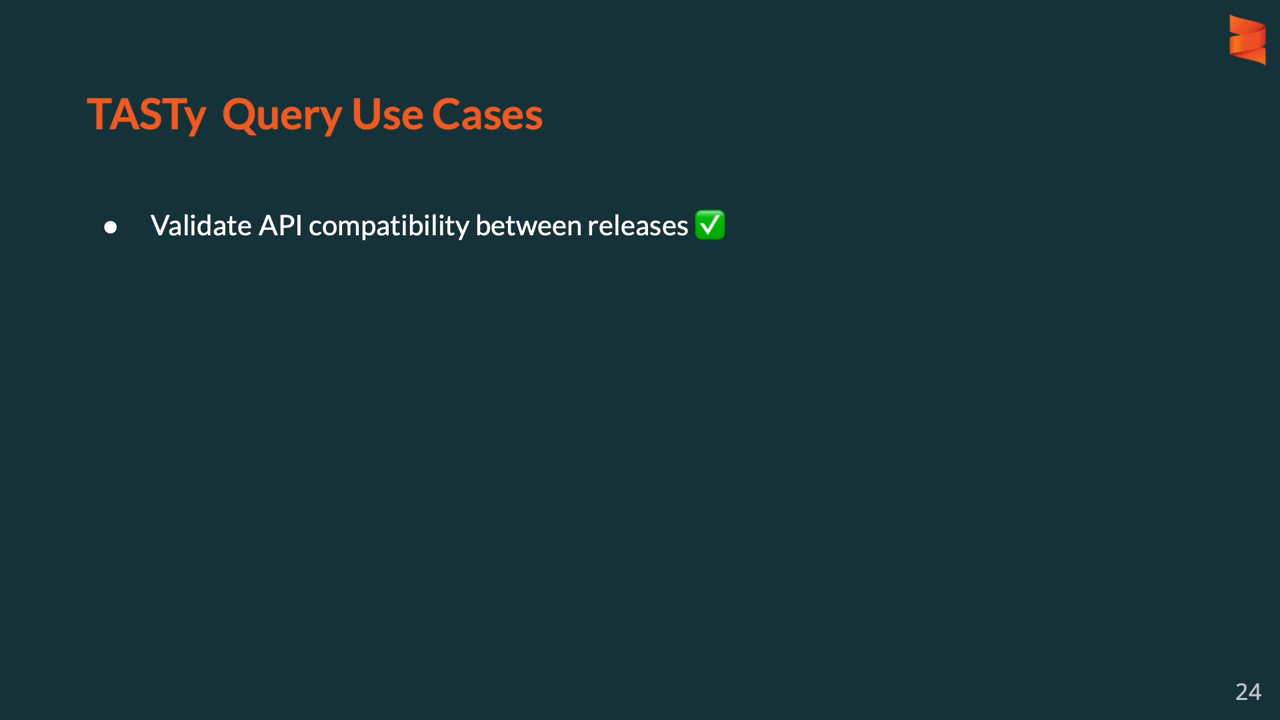 TASTy Query Use Cases
● Validate API compatibility between releases ✅
24